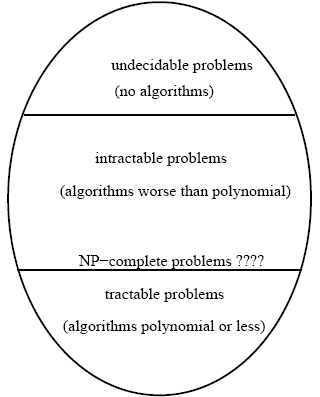 undecidable problems
(no algorithms)
intractable problems
(algorithms worse than polynomial)
NP−complete problems ????
tractable problems
(algorithms polynomial or less)